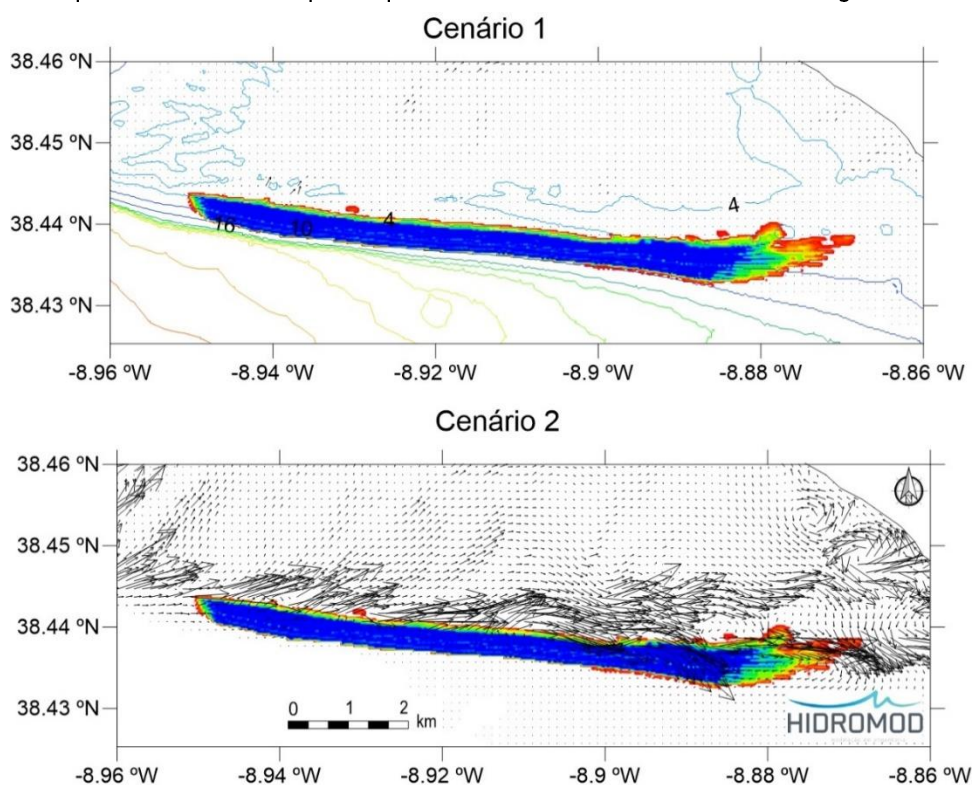 Cenário 1
38.46 ºN
38.45 ºN
38.44 ºN
38.43 ºN
4
4
16
10
-8.96 ºW
-8.94 ºW
-8.92 ºW
-8.9 ºW
-8.88 ºW
-8.86 ºW
Cenário 2
38.46 ºN
38.45 ºN
38.44 ºN
38.43 ºN
0 1 2
km
HIDROMOD
-8.96 ºW
-8.94 ºW
-8.92 ºW
-8.9 ºW
-8.88 ºW
-8.86 ºW